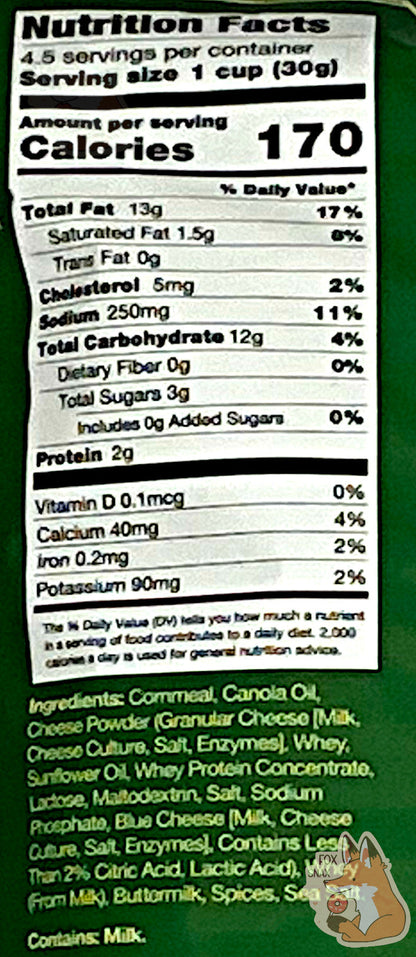 Nutrition Facts
4.5 servings per container
Serving size 1 cup (30g)
Amount per serving
Calories 170
% Daily Value*
Total Fat 13g 17%
Saturated Fat 1.5g 8%
Trans Fat 0g
Cholesterol 5mg 2%
Sodium 250mg 11%
Total Carbohydrate 12g 4%
Dietary Fiber 0g 0%
Total Sugars 3g
Includes 0g Added Sugars 0%
Protein 2g
Vitamin D 0.1mcg 0%
Calcium 40mg 4%
Iron 0.2mg 2%
Potassium 90mg 2%
The % Daily Value (DV) tells you how much a nutrient
in a serving of food contributes to a daily diet. 2,000
calories a day is used for general nutrition advice.
Ingredients: Cornmeal, Canola Oil,
Cheese Powder (Granular Cheese [Milk,
Cheese Culture, Salt, Enzymes], Whey,
Sunflower Oil, Whey Protein Concentrate,
Lactose, Maltodextrin, Salt, Sodium
Phosphate, Blue Cheese [Milk, Cheese
Culture, Salt, Enzymes], Contains Less
Than 2% Citric Acid, Lactic Acid), Whey
(From Milk), Buttermilk, Spices, Sea Salt.
Contains: Milk.
FOX
SNAX